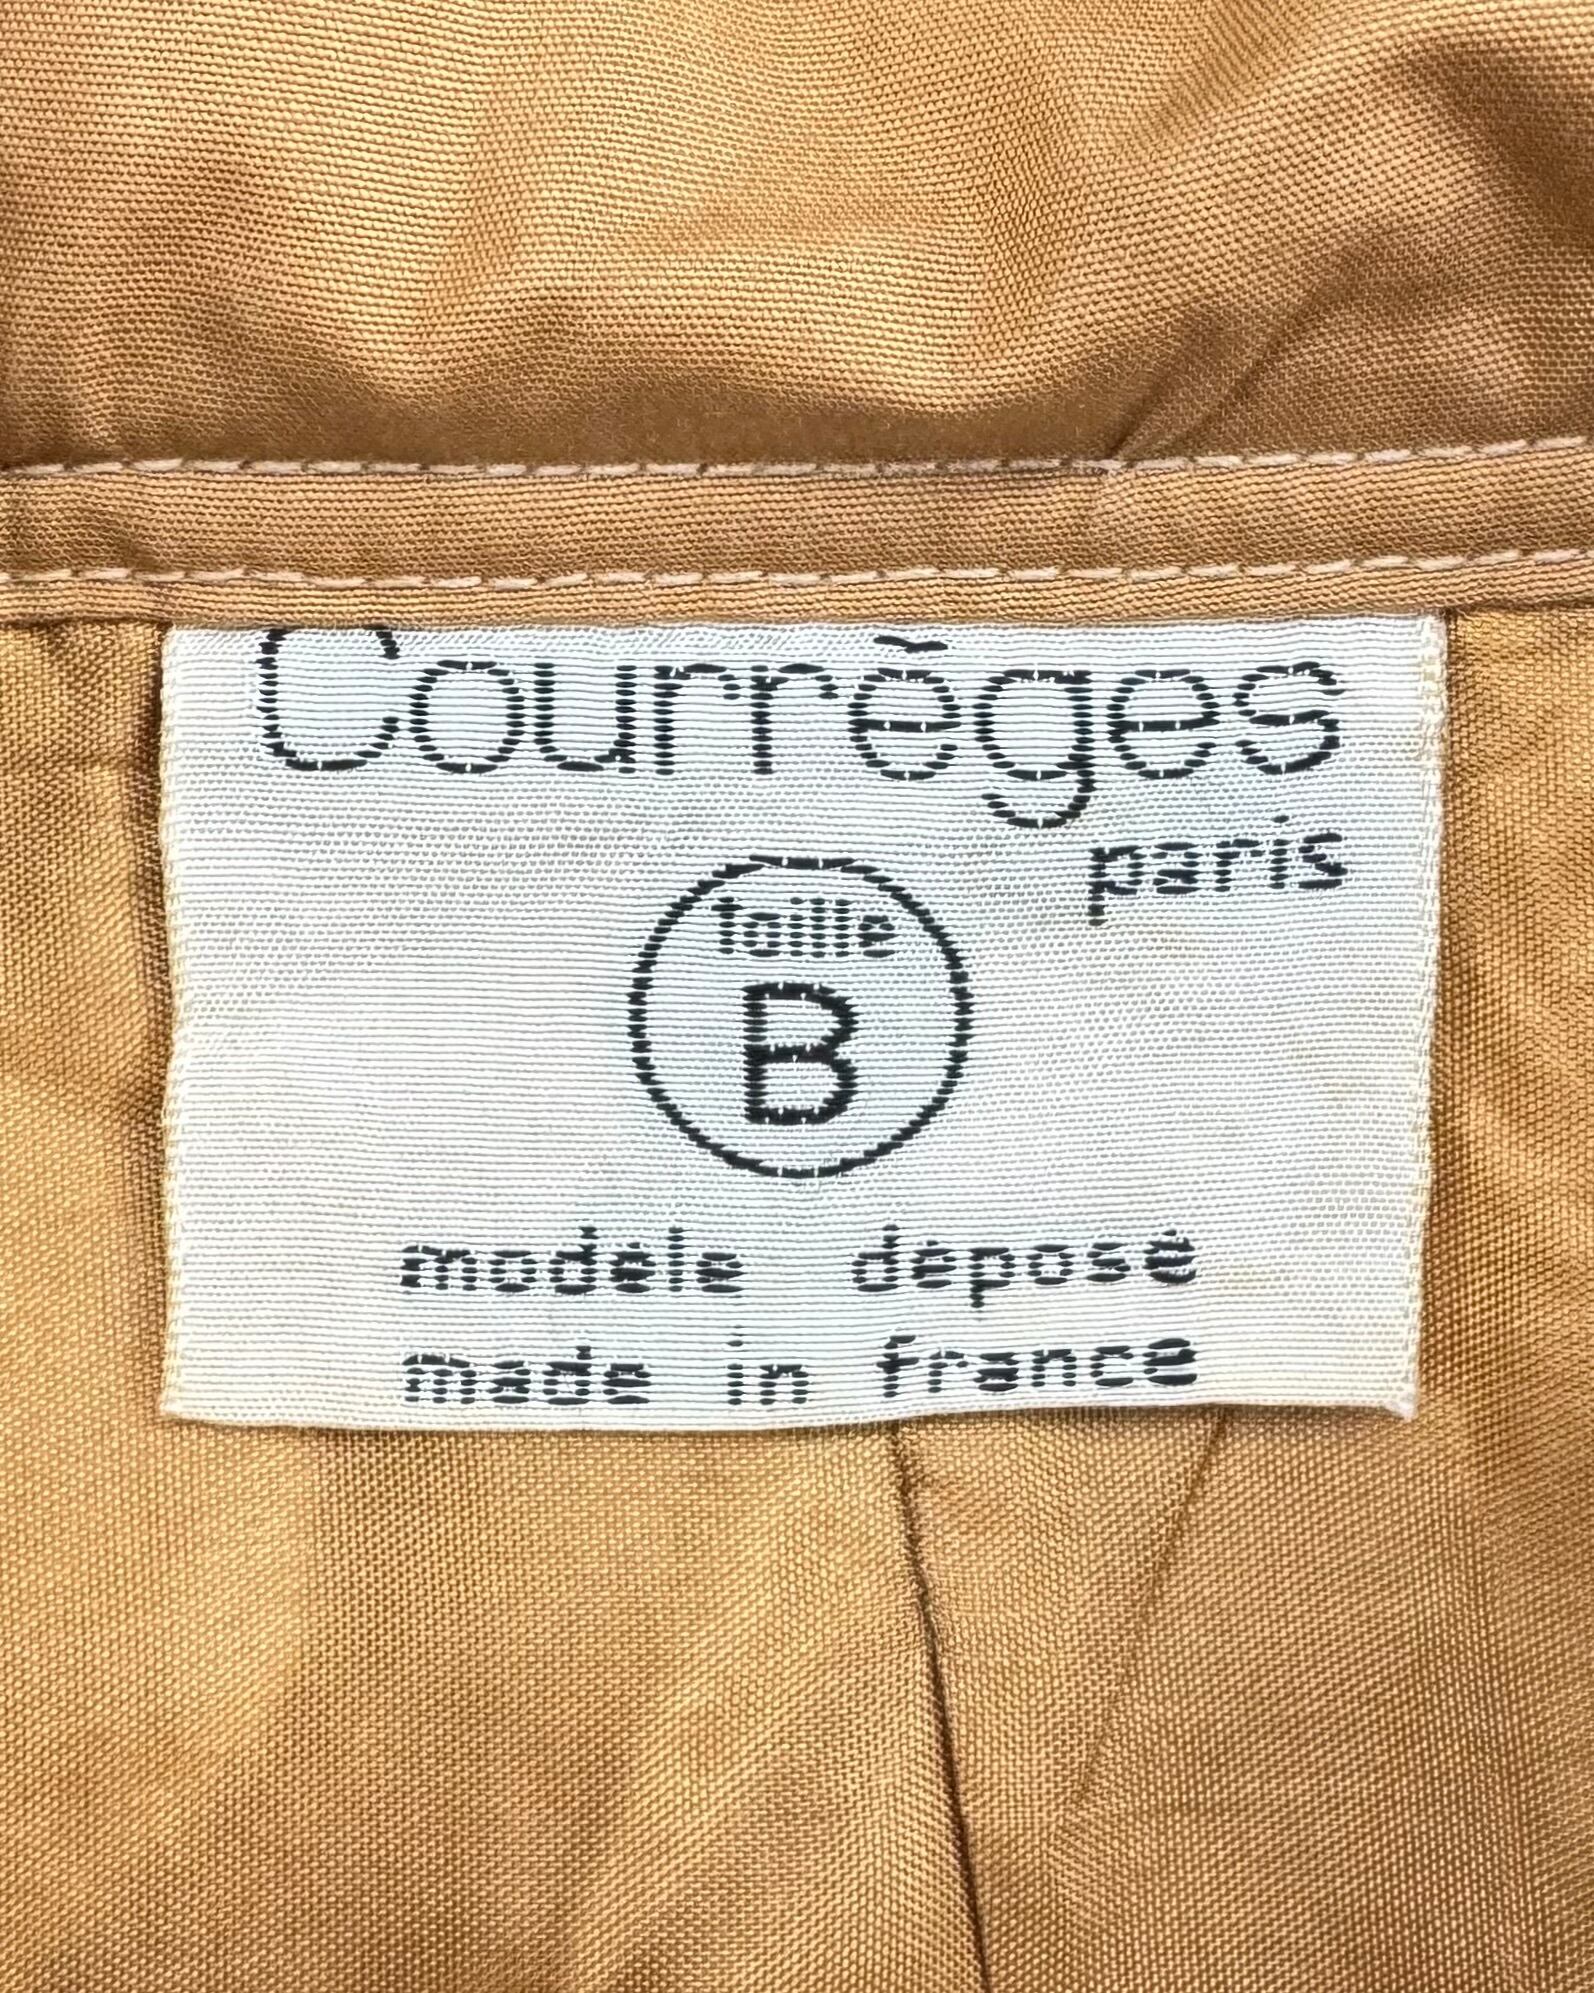 Courrèges
paris
taille
B
modèle déposé
made in france